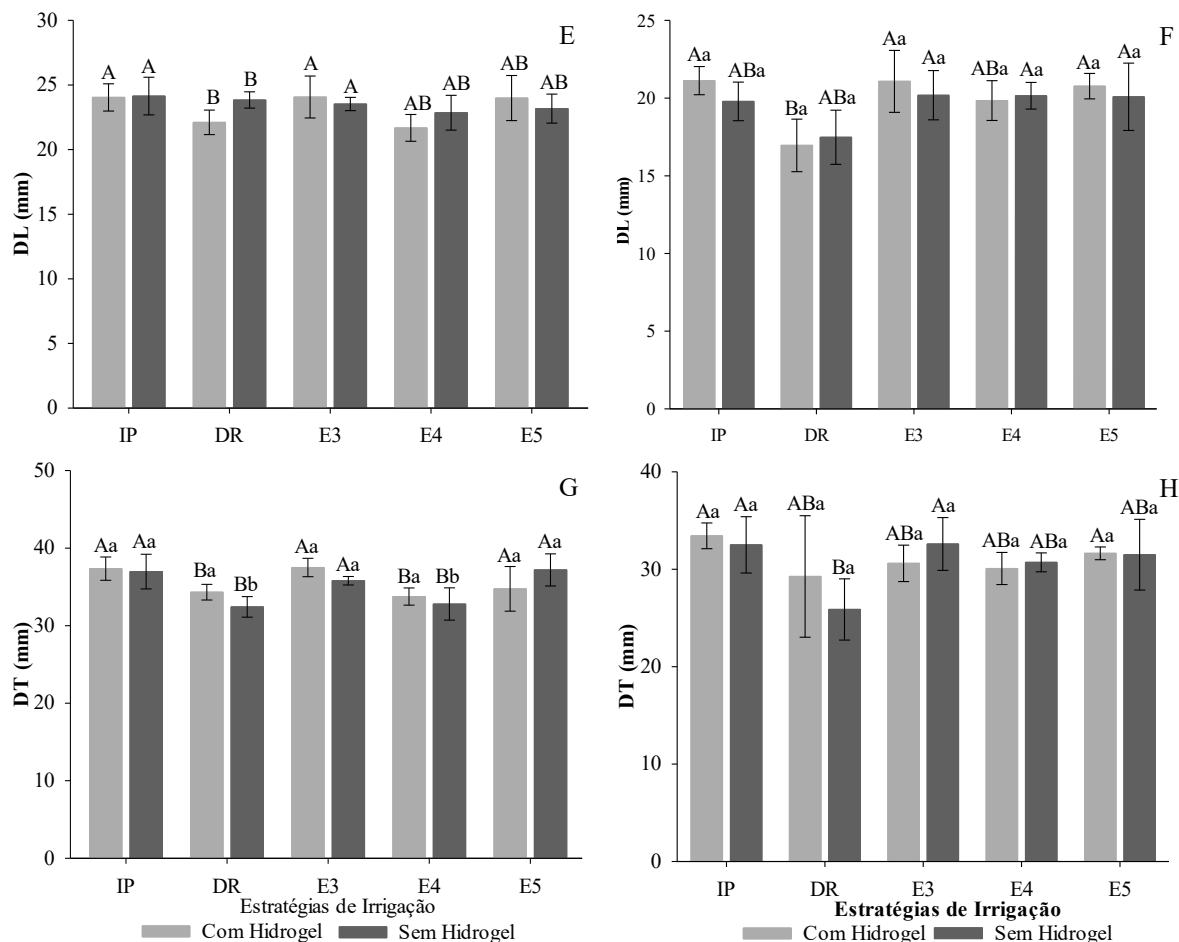 E
30
25
20
15
10
5
0
DL (mm)
A A B B A A AB AB AB AB
IP DR E3 E4 E5
F
25
20
15
10
5
0
DL (mm)
Aa ABa Ba ABa Aa Aa ABa Aa Aa Aa
IP DR E3 E4 E5
G
50
40
30
20
10
0
DT (mm)
Aa Aa Ba Bb Aa Aa Ba Bb Aa Aa
IP DR E3 E4 E5
Estratégias de Irrigação
Com Hidrogel Sem Hidrogel
H
40
30
20
10
0
DT (mm)
Aa Aa ABa Ba ABa Aa ABa ABa Aa ABa
IP DR E3 E4 E5
Estratégias de Irrigação
Com Hidrogel Sem Hidrogel